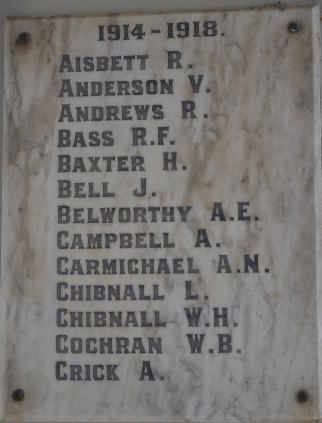 1914-1918.
AISBETT R.
ANDERSON V.
ANDREWS R.
BASS R.F.
BAXTER H.
BELL J.
BELWORTHY A.E.
CAMPBELL A.
CARMICHAEL A.N.
CHIBNALL L.
CHIBNALL W.H.
COCHRAN W.B.
CRICK A.